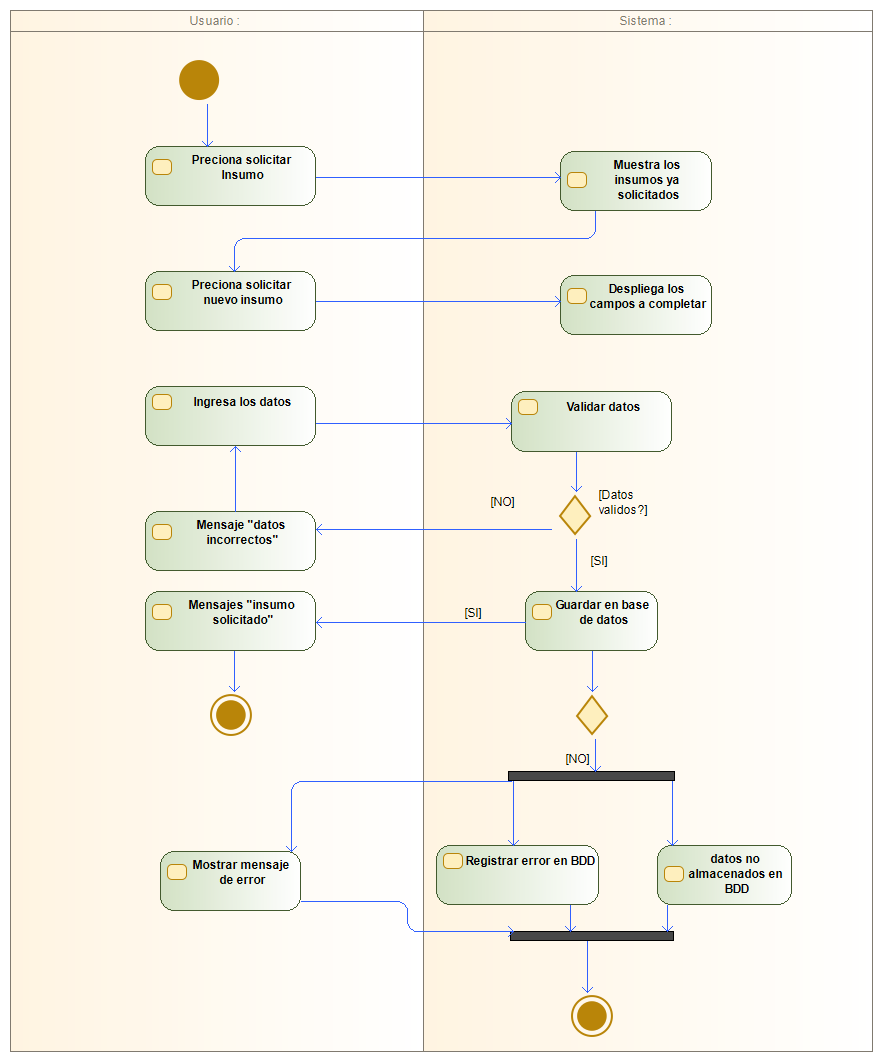 Usuario :
Sistema :
Preciona solicitar
Insumo
Muestra los
insumos ya
solicitados
Preciona solicitar
nuevo insumo
Despliega los
campos a completar
Ingresa los datos
Validar datos
[NO]
[Datos
validos?]
Mensaje "datos
incorrectos"
[SI]
Mensajes "insumo
solicitado"
[SI]
Guardar en base
de datos
[NO]
Mostrar mensaje
de error
Registrar error en BDD
datos no
almacenados en
BDD